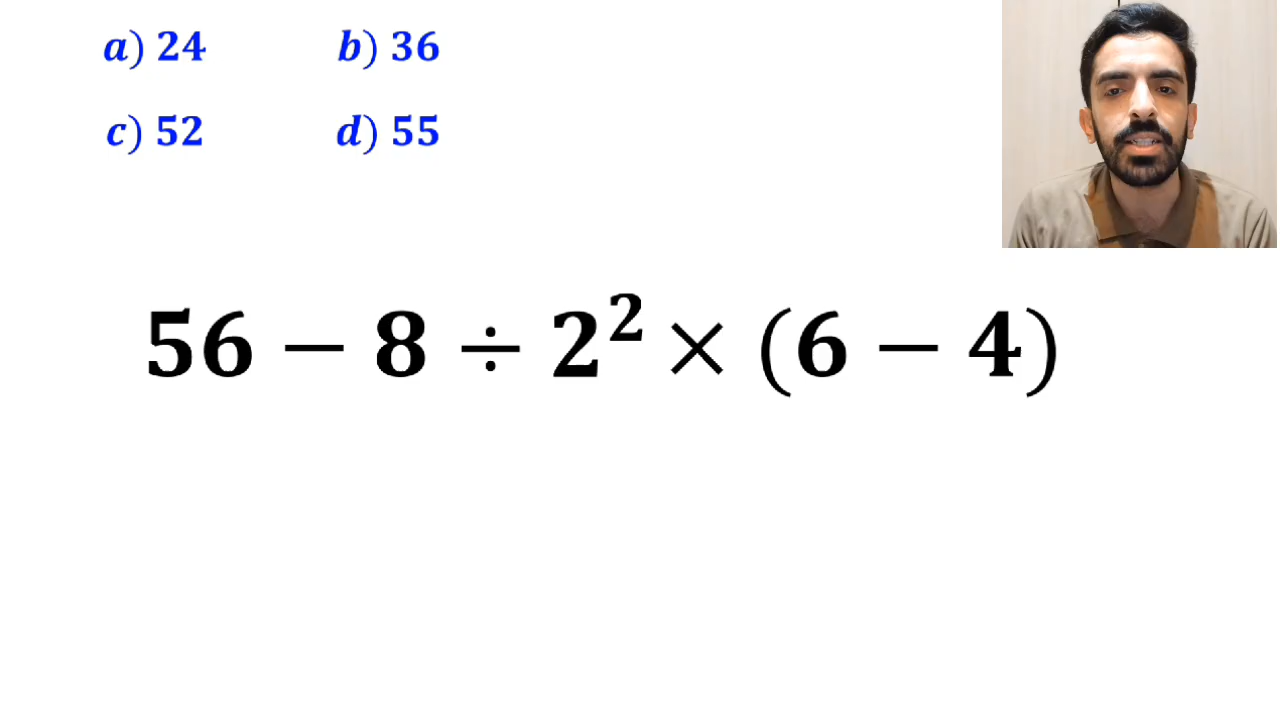 a) 24 b) 36
c) 52 d) 55
56 − 8 ÷ 2² × (6 − 4)